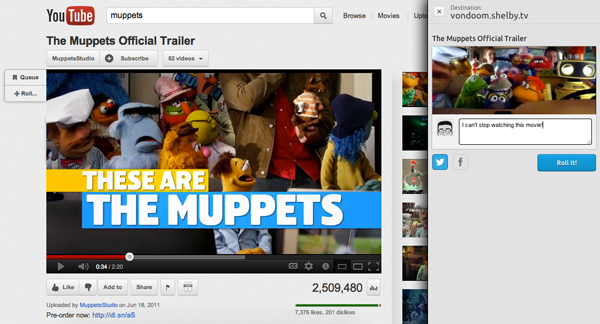 YouTube
muppets
Browse
Movies
Uplo
The Muppets Official Trailer
MuppetsStudio
Subscribe
82 videos
Queue
+ Roll...
THESE ARE
THE MUPPETS
0:34 / 2:20
CC
Like
Add to
Share
2,509,480
Uploaded by MuppetsStudio on Jun 18, 2011
7,376 likes, 201 dislikes
Pre-order now: http://di.sn/aS
Destination:
vondoom.shelby.tv
The Muppets Official Trailer
I can't stop watching this movie!
Roll It!